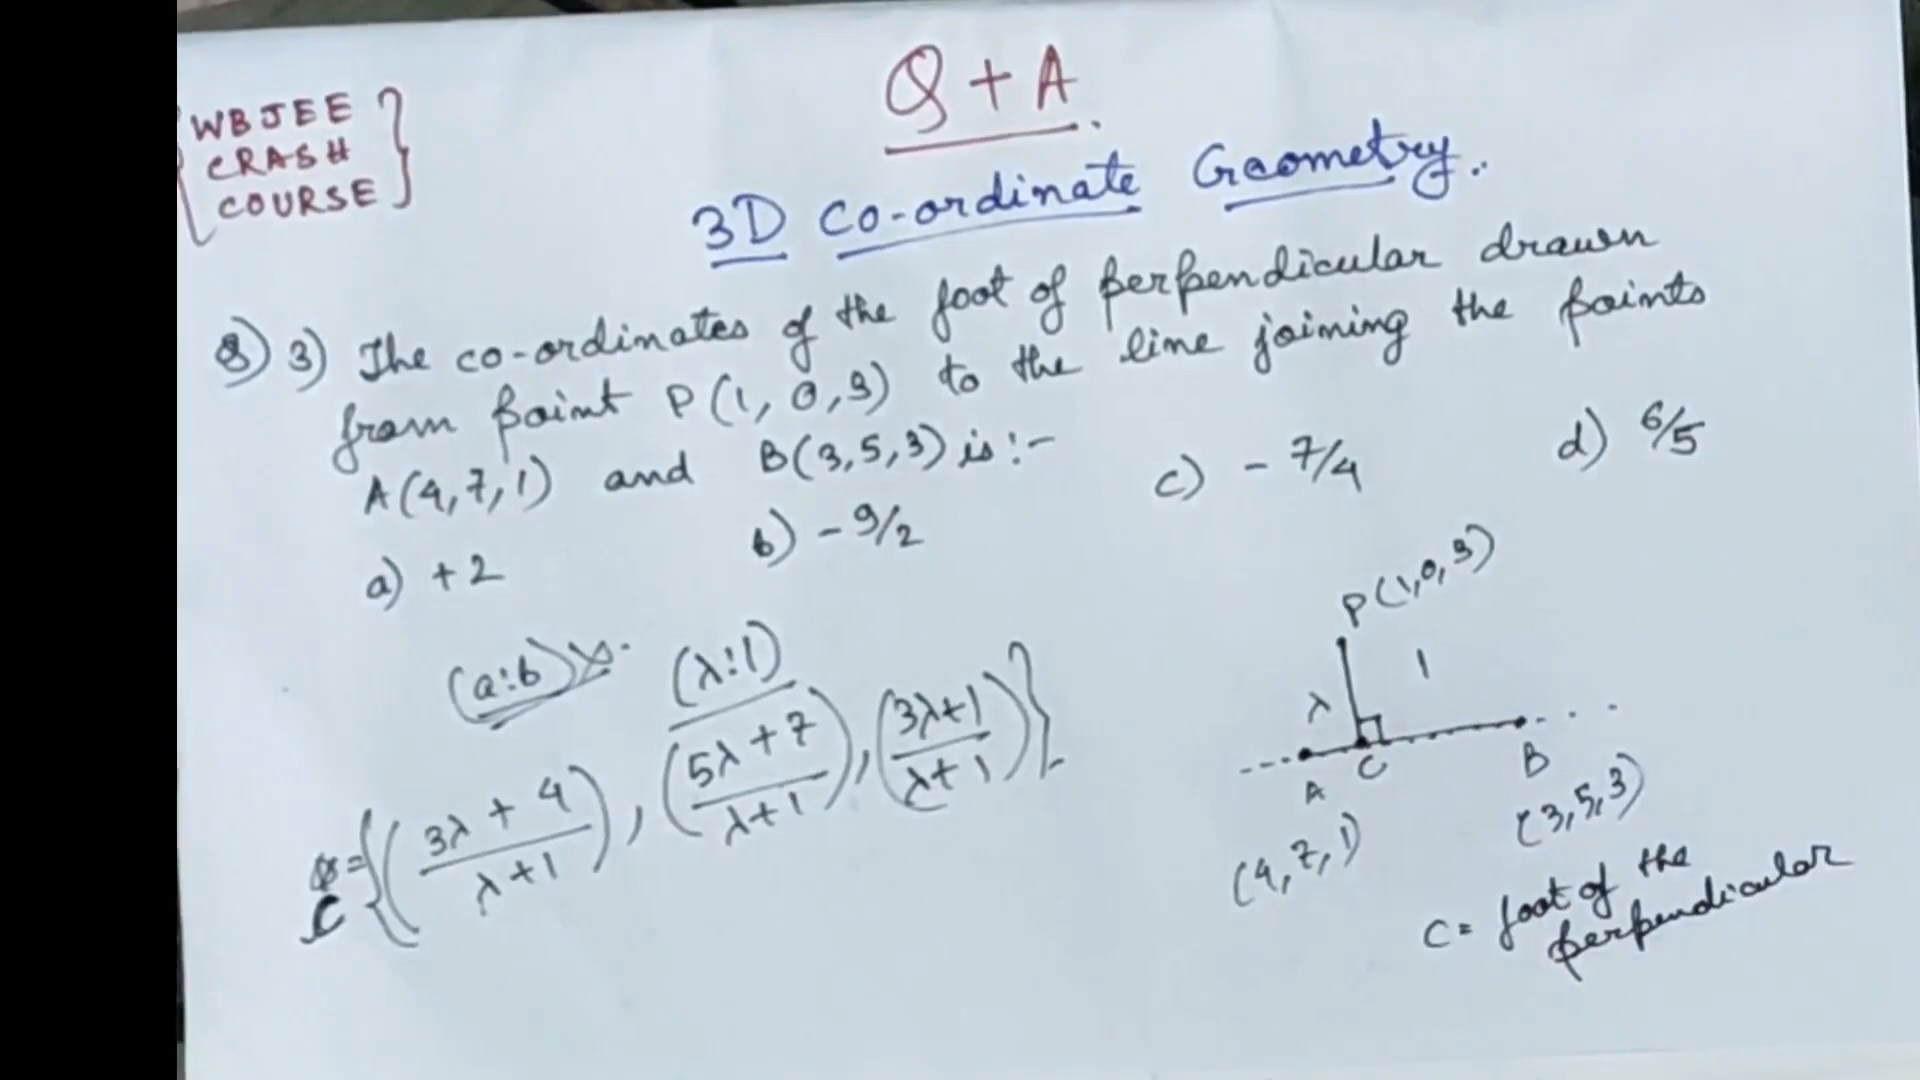 WBJEE
CRASH
COURSE
Q + A.
3D Co-ordinate Geometry..
Q) 3) The co-ordinates of the foot of perpendicular drawn
from point P(1, 0, 3) to the line joining the points
A(4,7,1) and B(3,5,3) is :-
a) +2 b) - 9/2 c) - 7/4 d) 6/5
P(1,0,3)
(a:b) (λ:1)
λ 1
A C B
(4,7,1) (3,5,3)
C = {((3λ + 4)/(λ+1)), ((5λ + 7)/(λ+1)), ((3λ+1)/(λ+1))}
C = foot of the
perpendicular